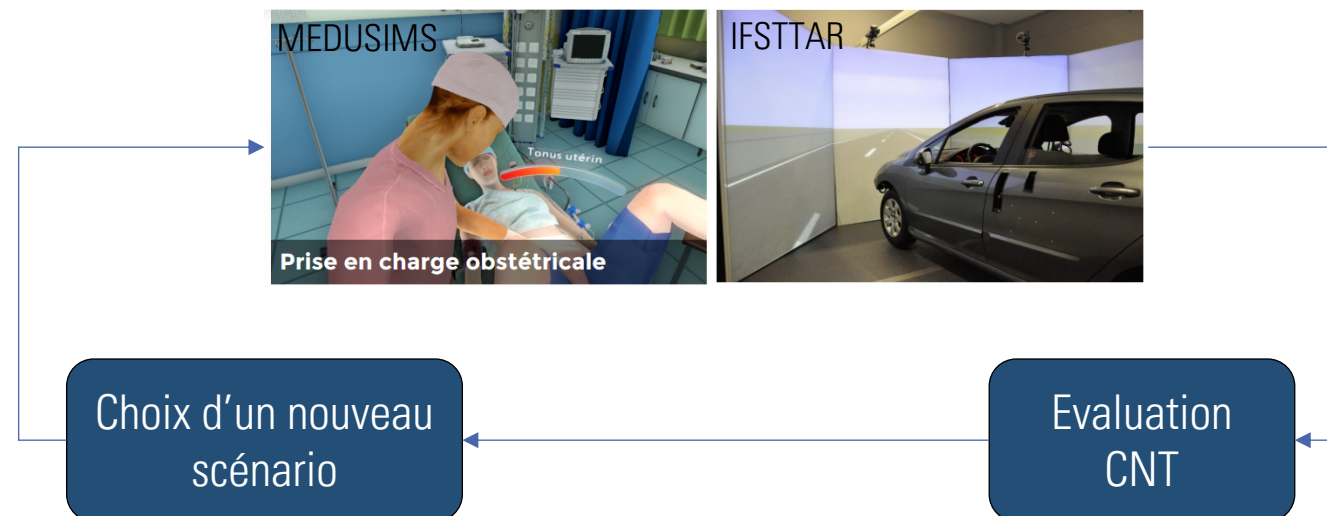 MEDUSIMS
IFSTTAR
Tonus utérin
Prise en charge obstétricale
Choix d'un nouveau
scénario
Evaluation
CNT